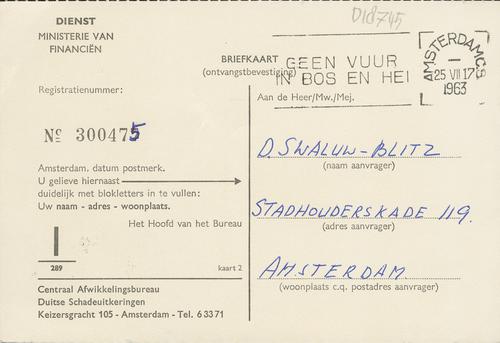 DIENST
MINISTERIE VAN
FINANCIËN
D18745
BRIEFKAART
(ontvangstbevestiging)
GEEN VUUR
IN BOS EN HEI
AMSTERDAM C.S
25 VII 17
1963
Registratienummer:
Aan de Heer/Mw./Mej.
Nº 300475
D. SWALUW-BLITZ
(naam aanvrager)
Amsterdam, datum postmerk.
U gelieve hiernaast
duidelijk met blokletters in te vullen:
Uw naam - adres - woonplaats.
STADHOUDERSKADE 119.
(adres aanvrager)
Het Hoofd van het Bureau
I
289
kaart 2
AMSTERDAM
(woonplaats c.q. postadres aanvrager)
Centraal Afwikkelingsbureau
Duitse Schadeuitkeringen
Keizersgracht 105 - Amsterdam - Tel. 63371